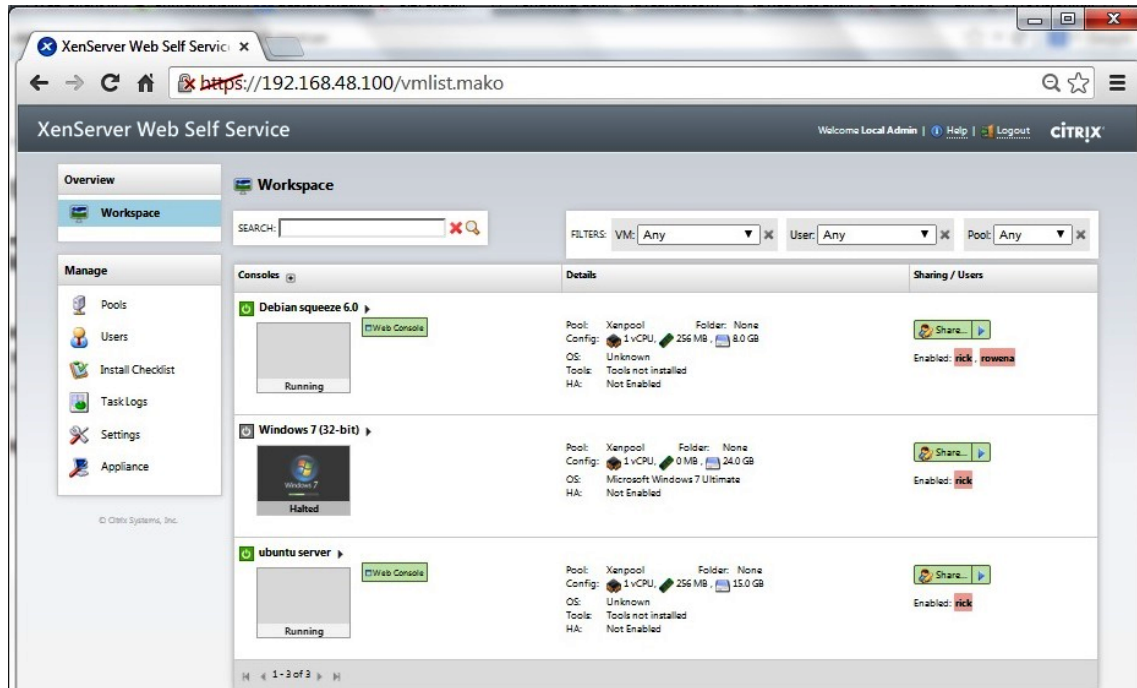 XenServer Web Self Servic
https://192.168.48.100/vmlist.mako
XenServer Web Self Service
Welcome Local Admin | Help | Logout CITRIX
Overview
Workspace
Manage
Pools
Users
Install Checklist
Task Logs
Settings
Appliance
© Citrix Systems, Inc.
Workspace
SEARCH:
FILTERS: VM: Any User: Any Pool: Any
Consoles Details Sharing / Users
Debian squeeze 6.0
Web Console
Running
Pool: Xenpool Folder: None
Config: 1 vCPU, 256 MB, 8.0 GB
OS: Unknown
Tools: Tools not installed
HA: Not Enabled
Share...
Enabled: rick, rowena
Windows 7 (32-bit)
Windows 7
Halted
Pool: Xenpool Folder: None
Config: 1 vCPU, 0 MB, 24.0 GB
OS: Microsoft Windows 7 Ultimate
HA: Not Enabled
Share...
Enabled: rick
ubuntu server
Web Console
Running
Pool: Xenpool Folder: None
Config: 1 vCPU, 256 MB, 15.0 GB
OS: Unknown
Tools: Tools not installed
HA: Not Enabled
Share...
Enabled: rick
1 - 3 of 3